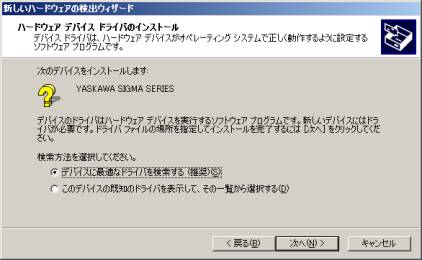 新しいハードウェアの検出ウィザード
ハードウェア デバイス ドライバのインストール
デバイス ドライバは、ハードウェア デバイスがオペレーティング システムで正しく動作するように設定する
ソフトウェア プログラムです。
次のデバイスをインストールします:
YASKAWA SIGMA SERIES
デバイスのドライバはハードウェア デバイスを実行するソフトウェア プログラムです。新しいデバイスにはドラ
イバが必要です。ドライバ ファイルの場所を指定してインストールを完了するには [次へ] をクリックしてくだ
さい。
検索方法を選択してください。
デバイスに最適なドライバを検索する (推奨)(S)
このデバイスの既知のドライバを表示して、その一覧から選択する(D)
< 戻る(B)
次へ(N) >
キャンセル